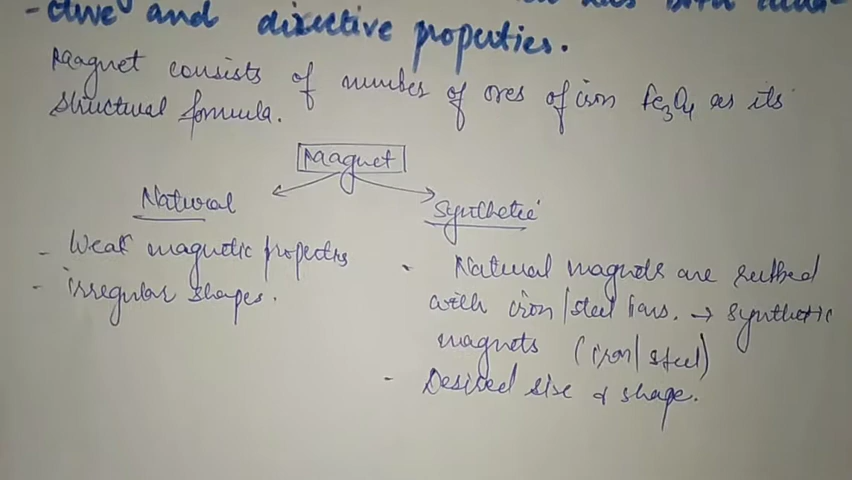 -ctive and directive properties.
Magnet consists of number of ores of iron Fe3O4 as its
structural formula.
Magnet
Natural
- Weak magnetic properties
- irregular shapes.
Synthetic
- Natural magnets are rubbed
with iron/steel bars. → synthetic
magnets (iron/steel)
- Desired size & shape.